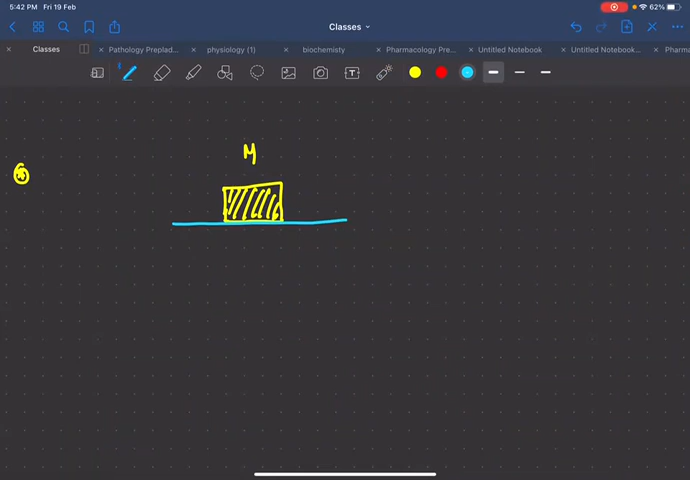 5:42 PM Fri 19 Feb
62%
Classes
Classes
Pathology Preplad...
physiology (1)
biochemisty
Pharmacology Pre...
Untitled Notebook
Untitled Notebook...
Pharma
T
M